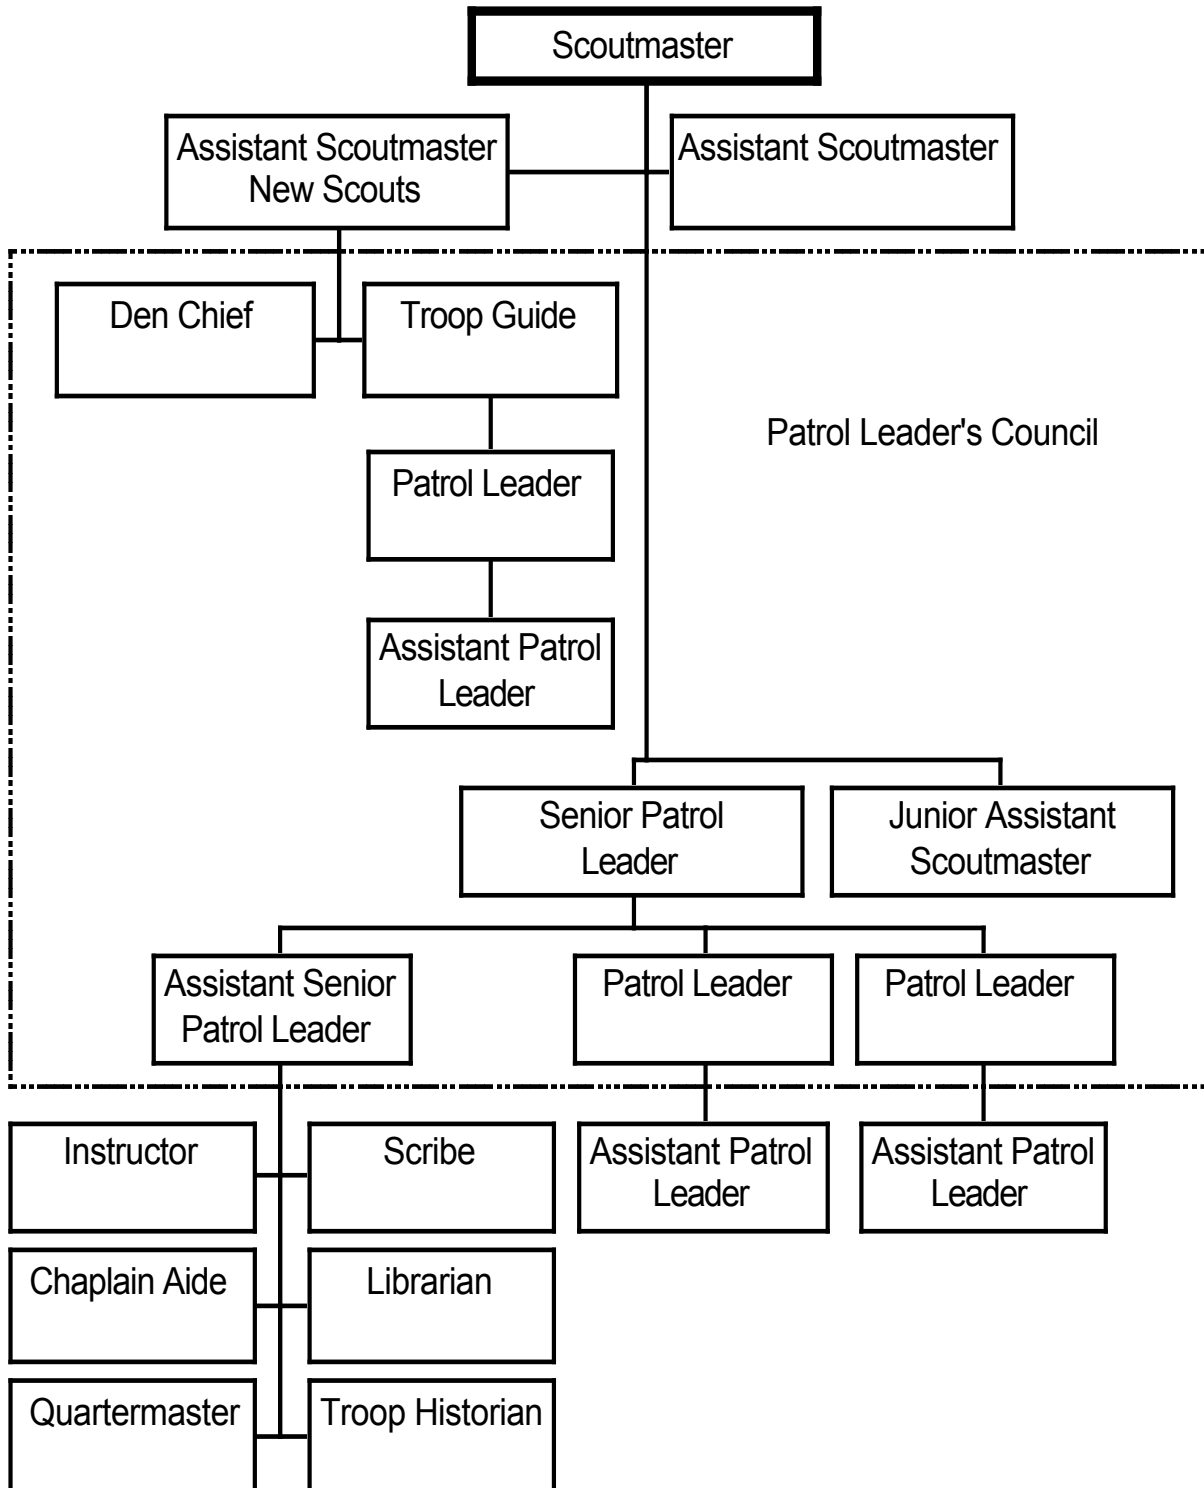 Scoutmaster
Assistant Scoutmaster
New Scouts
Assistant Scoutmaster
Den Chief
Troop Guide
Patrol Leader's Council
Patrol Leader
Assistant Patrol
Leader
Senior Patrol
Leader
Junior Assistant
Scoutmaster
Assistant Senior
Patrol Leader
Patrol Leader
Patrol Leader
Instructor
Scribe
Assistant Patrol
Leader
Assistant Patrol
Leader
Chaplain Aide
Librarian
Quartermaster
Troop Historian